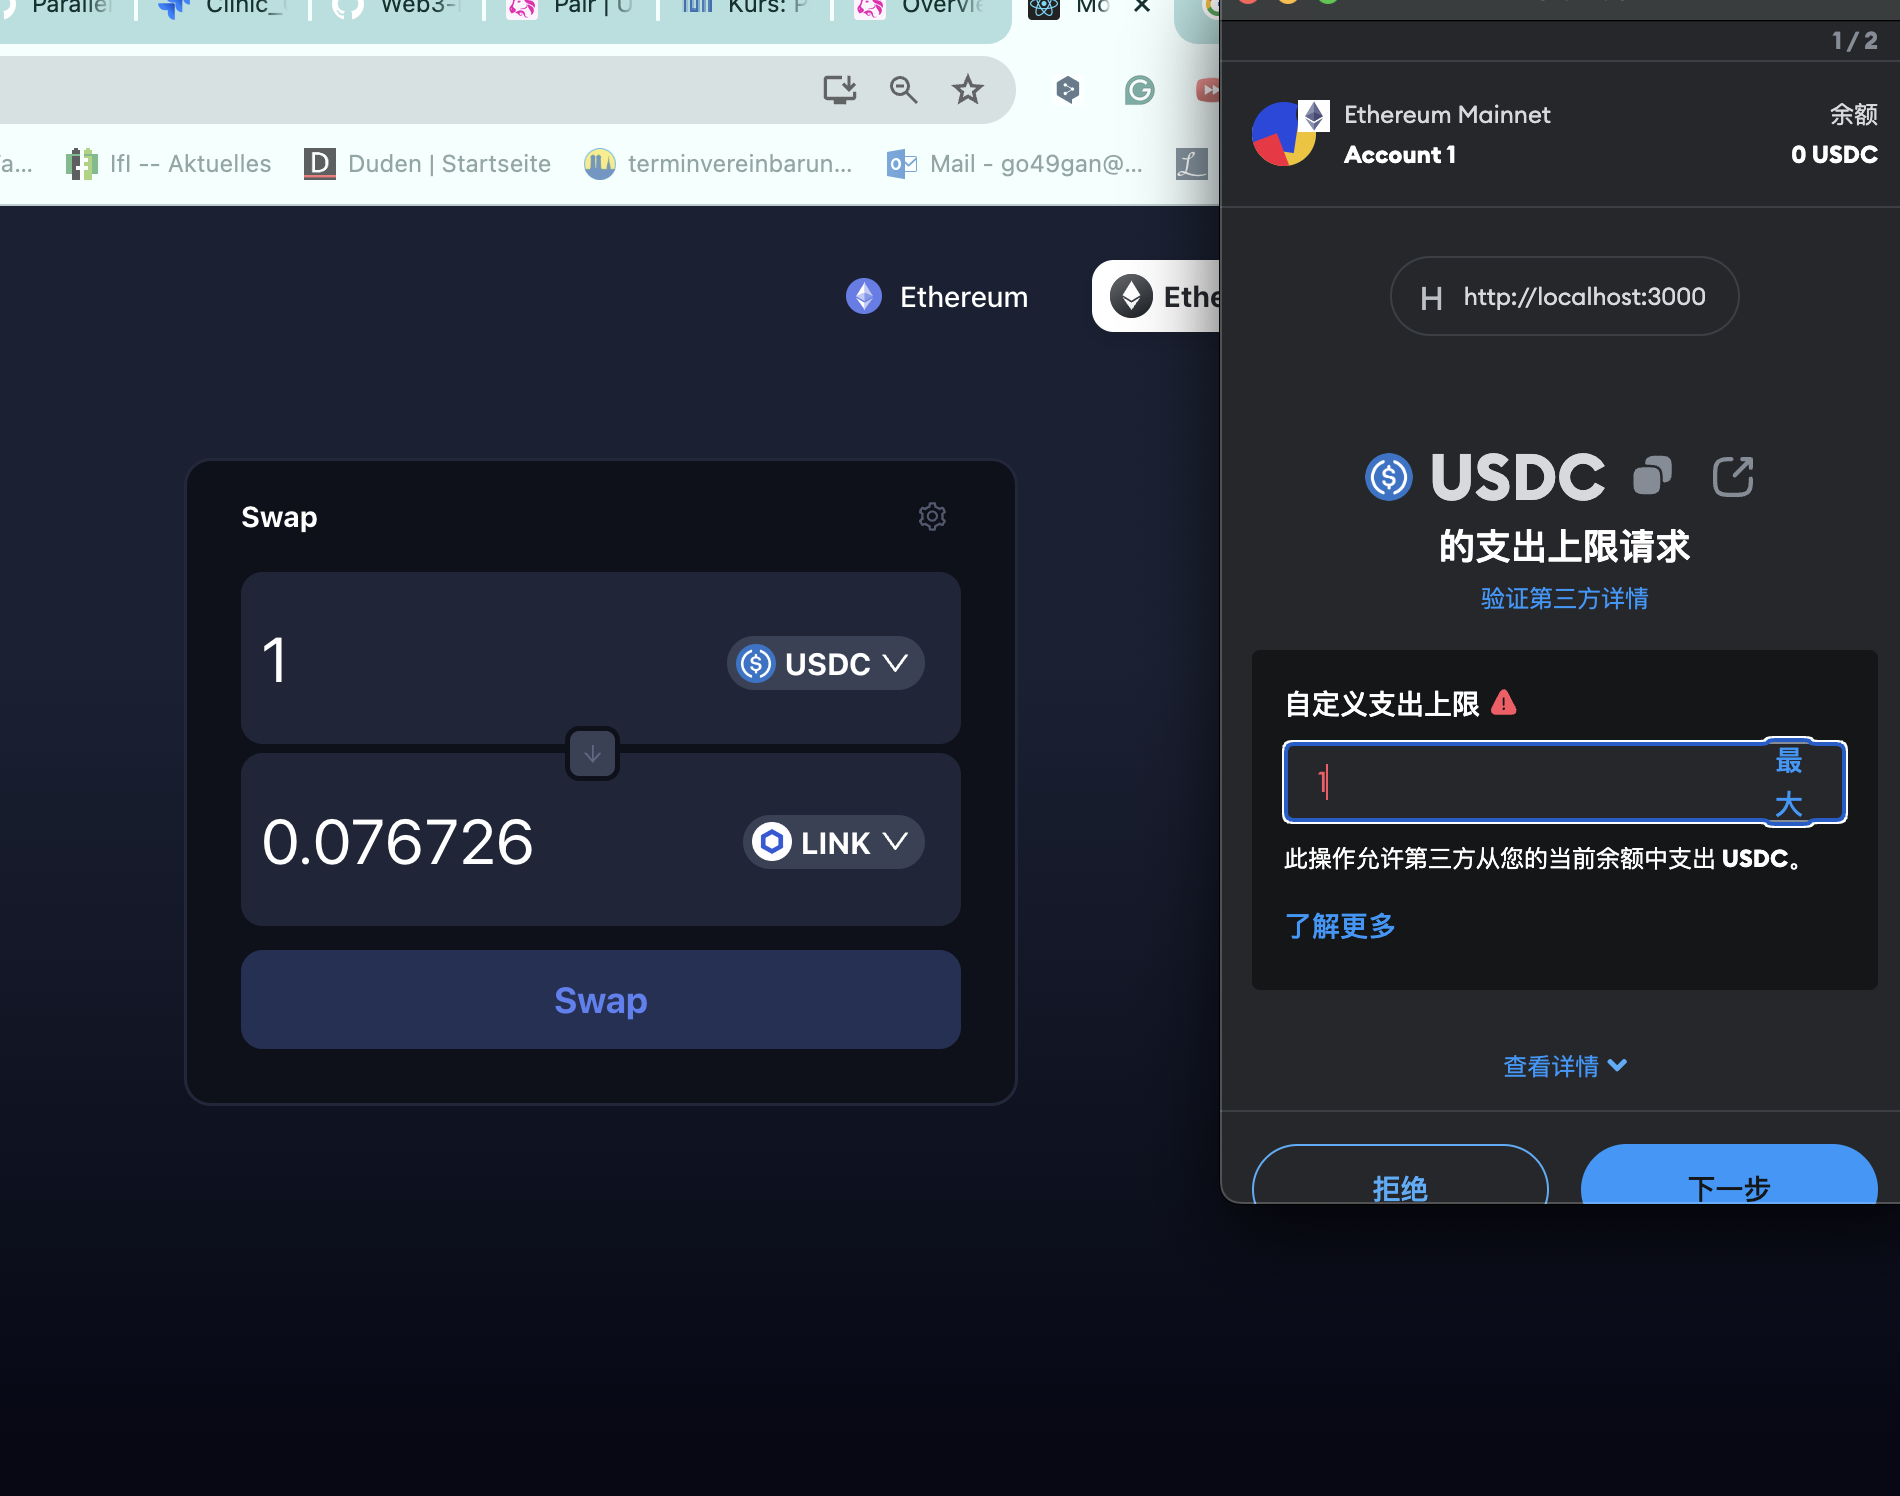 Clinic_
Web3-
Pair | U
Kurs: P
Mo
Ifl -- Aktuelles
Duden | Startseite
terminvereinbarun...
Mail - go49gan@...
Ethereum
Swap
1
USDC
0.076726
LINK
Swap
1 / 2
Ethereum Mainnet
余额
Account 1
0 USDC
H http://localhost:3000
USDC
的支出上限请求
验证第三方详情
自定义支出上限
1
最
大
此操作允许第三方从您的当前余额中支出 USDC。
了解更多
查看详情
拒绝
下一步